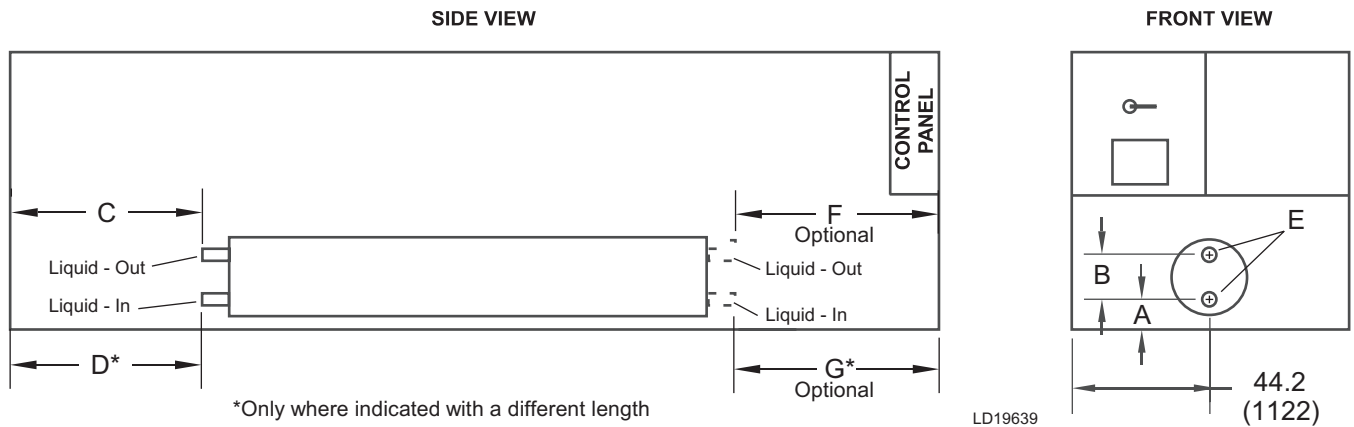 SIDE VIEW
FRONT VIEW
CONTROL
PANEL
C
F
Optional
Liquid - Out
Liquid - In
Liquid - Out
Liquid - In
D*
G*
Optional
*Only where indicated with a different length
LD19639
E
B
A
44.2
(1122)